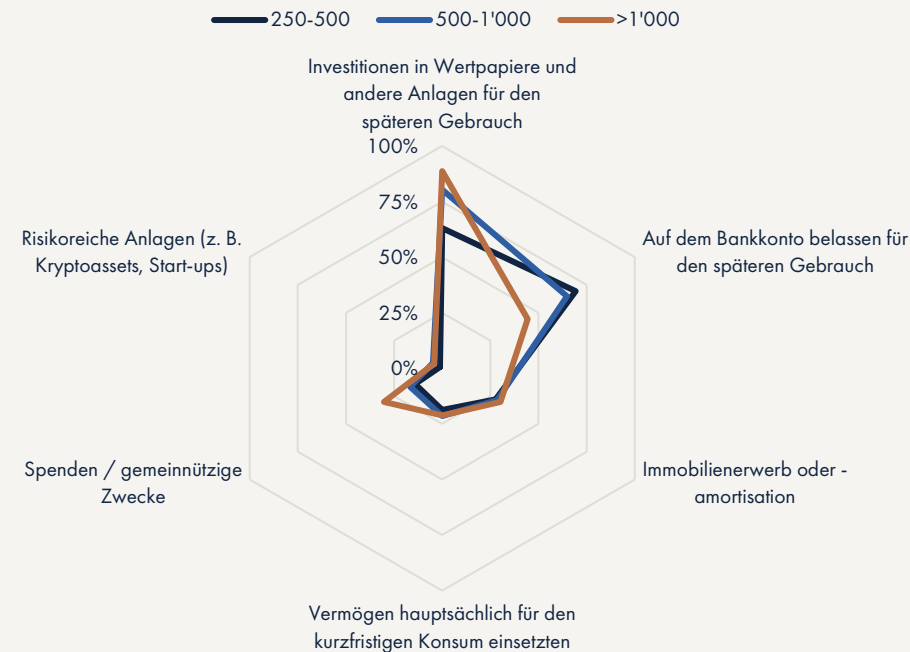 250-500 500-1'000 >1'000
Investitionen in Wertpapiere und
andere Anlagen für den
späteren Gebrauch
100%
75%
Risikoreiche Anlagen (z. B.
Kryptoassets, Start-ups)
Auf dem Bankkonto belassen für
den späteren Gebrauch
50%
25%
0%
Spenden / gemeinnützige
Zwecke
Immobilienerwerb oder -
amortisation
Vermögen hauptsächlich für den
kurzfristigen Konsum einsetzten